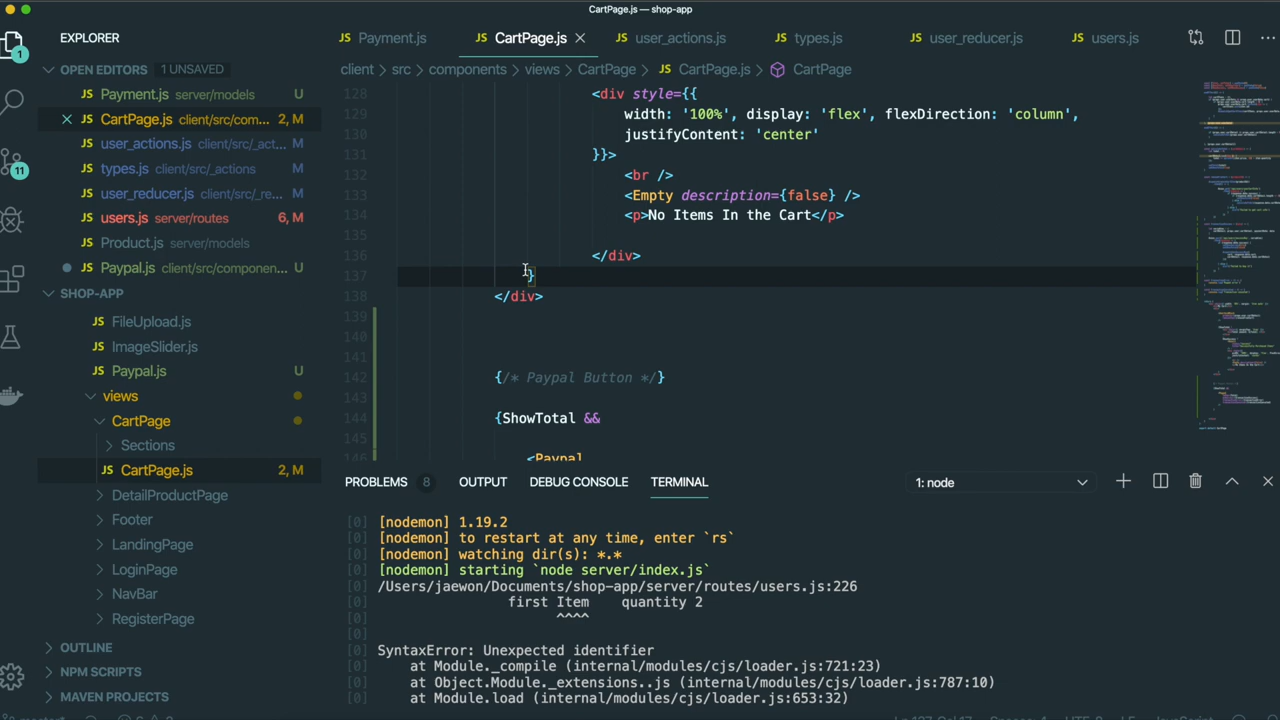 CartPage.js — shop-app
EXPLORER
Payment.js
CartPage.js
user_actions.js
types.js
user_reducer.js
users.js
1
OPEN EDITORS 1 UNSAVED
client > src > components > views > CartPage > CartPage.js > CartPage
Payment.js server/models U
CartPage.js client/src/com... 2, M
user_actions.js client/src/_act... M
types.js client/src/_actions M
user_reducer.js client/src/_re... M
users.js server/routes 6, M
Product.js server/models
Paypal.js client/src/componen...
11
SHOP-APP
FileUpload.js
ImageSlider.js
Paypal.js U
views
CartPage
Sections
CartPage.js 2, M
DetailProductPage
Footer
LandingPage
LoginPage
NavBar
RegisterPage
OUTLINE
NPM SCRIPTS
MAVEN PROJECTS
128 <div style={{
129 width: '100%', display: 'flex', flexDirection: 'column',
130 justifyContent: 'center'
131 }}>
132 <br />
133 <Empty description={false} />
134 <p>No Items In the Cart</p>
135
136 </div>
137 }
138 </div>
139
140
141
142 {/* Paypal Button */}
143
144 {ShowTotal &&
145
146 <Paypal
PROBLEMS 8 OUTPUT DEBUG CONSOLE TERMINAL 1: node
[0] [nodemon] 1.19.2
[0] [nodemon] to restart at any time, enter `rs`
[0] [nodemon] watching dir(s): *.*
[0] [nodemon] starting `node server/index.js`
[0] /Users/jaewon/Documents/shop-app/server/routes/users.js:226
[0] first Item quantity 2
[0] ^^^^
[0]
[0] SyntaxError: Unexpected identifier
[0] at Module._compile (internal/modules/cjs/loader.js:721:23)
[0] at Object.Module._extensions..js (internal/modules/cjs/loader.js:787:10)
[0] at Module.load (internal/modules/cjs/loader.js:653:32)